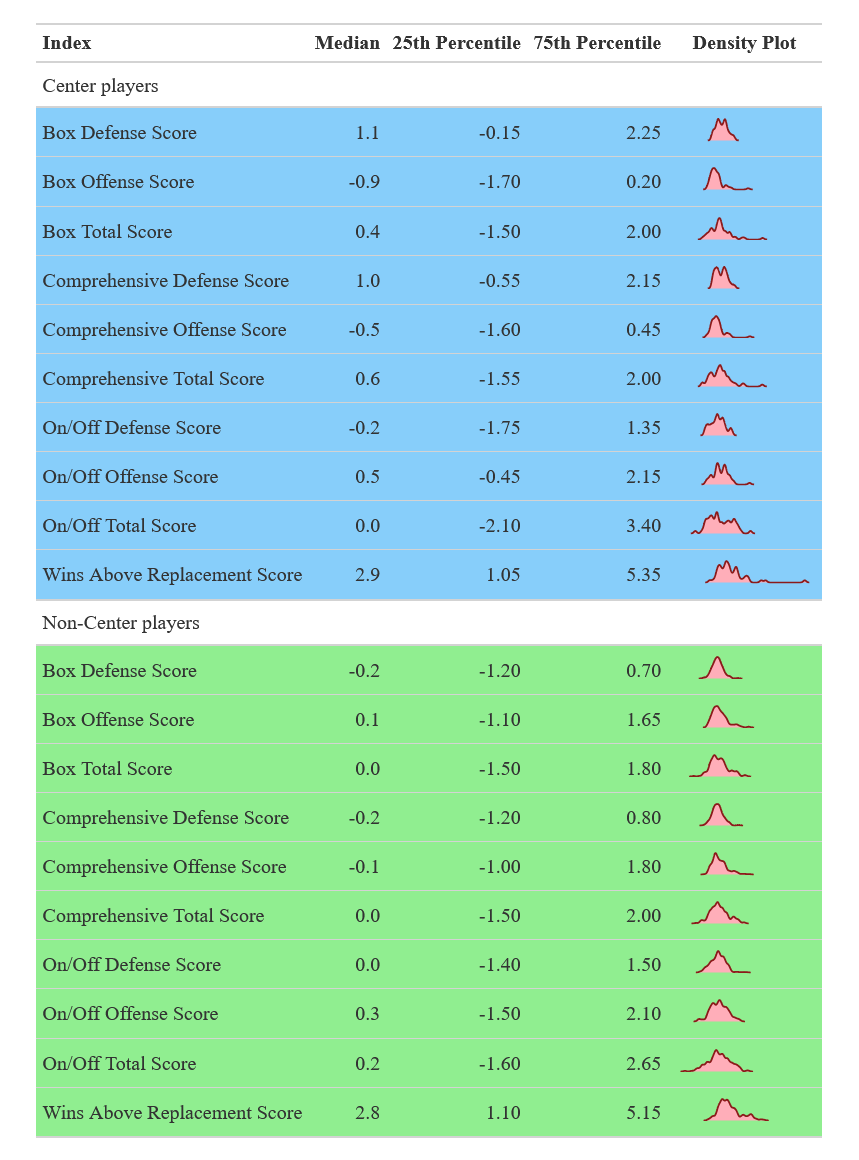 Index Median 25th Percentile 75th Percentile Density Plot
Center players
Box Defense Score 1.1 -0.15 2.25
Box Offense Score -0.9 -1.70 0.20
Box Total Score 0.4 -1.50 2.00
Comprehensive Defense Score 1.0 -0.55 2.15
Comprehensive Offense Score -0.5 -1.60 0.45
Comprehensive Total Score 0.6 -1.55 2.00
On/Off Defense Score -0.2 -1.75 1.35
On/Off Offense Score 0.5 -0.45 2.15
On/Off Total Score 0.0 -2.10 3.40
Wins Above Replacement Score 2.9 1.05 5.35
Non-Center players
Box Defense Score -0.2 -1.20 0.70
Box Offense Score 0.1 -1.10 1.65
Box Total Score 0.0 -1.50 1.80
Comprehensive Defense Score -0.2 -1.20 0.80
Comprehensive Offense Score -0.1 -1.00 1.80
Comprehensive Total Score 0.0 -1.50 2.00
On/Off Defense Score 0.0 -1.40 1.50
On/Off Offense Score 0.3 -1.50 2.10
On/Off Total Score 0.2 -1.60 2.65
Wins Above Replacement Score 2.8 1.10 5.15